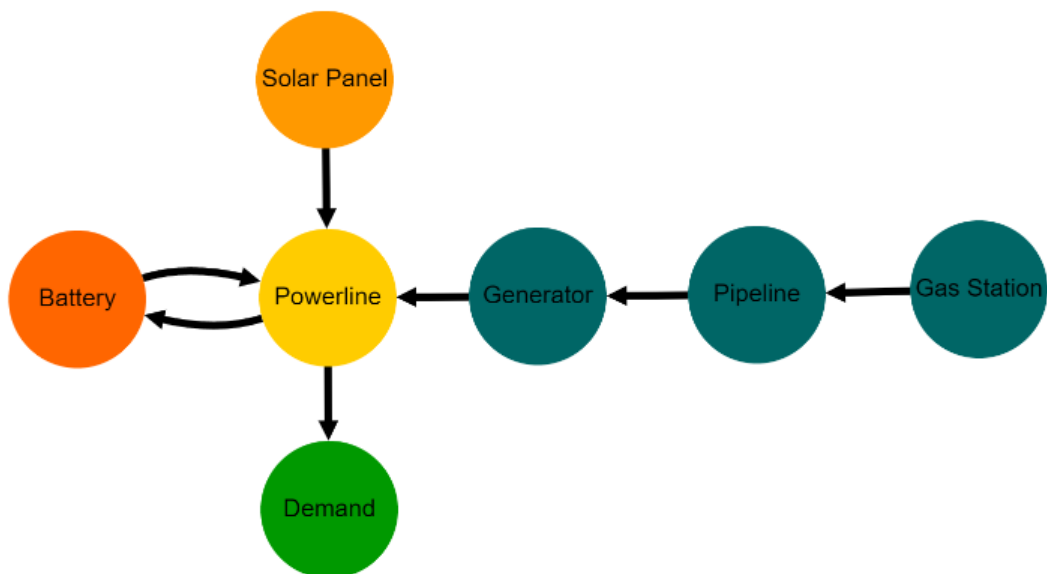 Solar Panel
Battery
Powerline
Generator
Pipeline
Gas Station
Demand